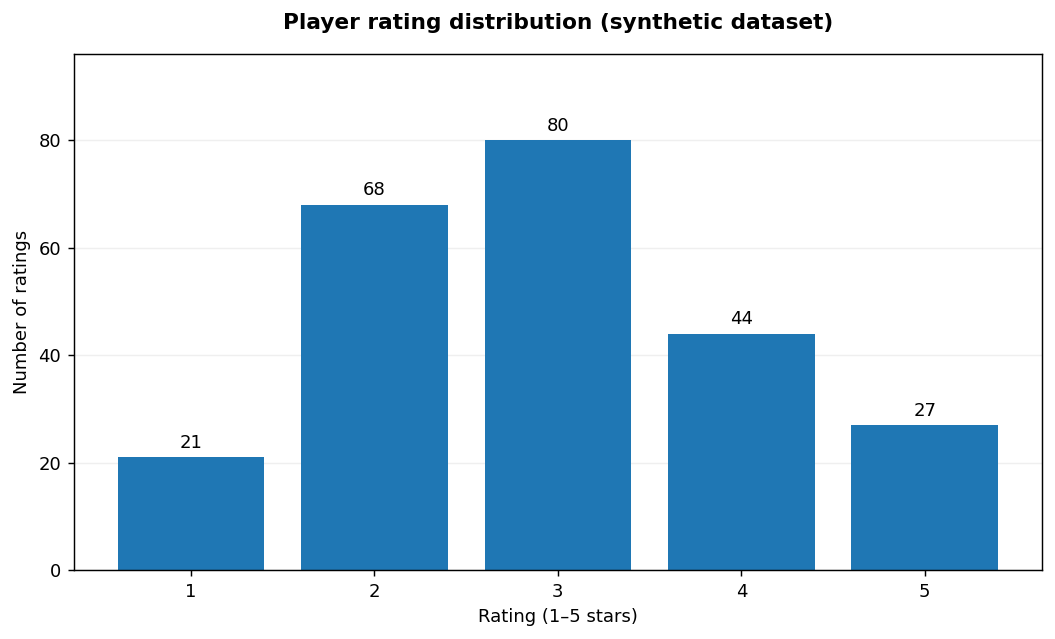 Player rating distribution (synthetic dataset)
80
68
44
27
21
80
60
40
20
0
Number of ratings
1 2 3 4 5
Rating (1–5 stars)